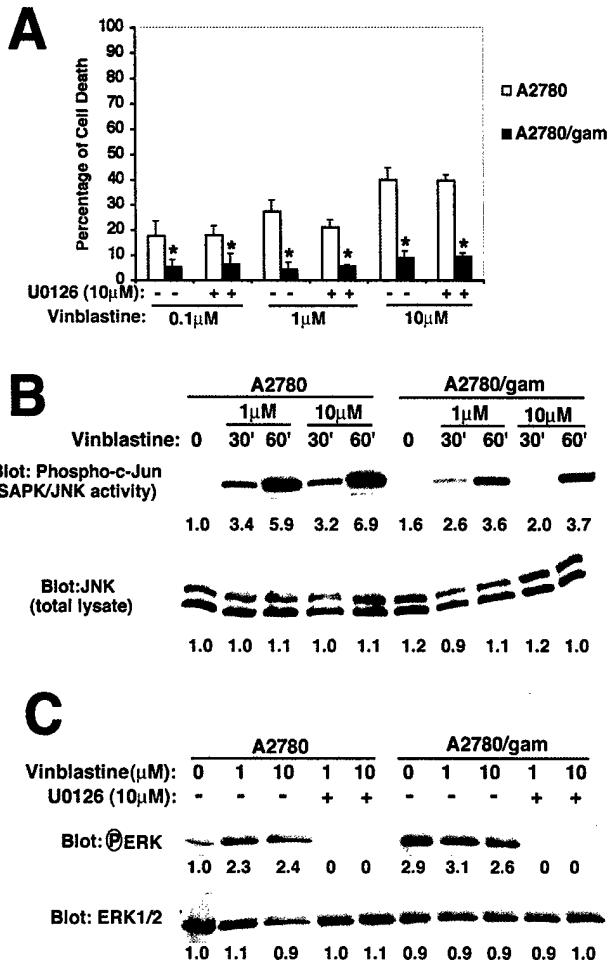 A
100
90
80
70
60
50
40
30
20
10
0
Percentage of Cell Death
A2780
A2780/gam
* * * * * *
U0126 (10µM): - - + + - - + + - - + +
Vinblastine: 0.1µM 1µM 10µM
B
A2780 A2780/gam
1µM 10µM 1µM 10µM
Vinblastine: 0 30' 60' 30' 60' 0 30' 60' 30' 60'
Blot: Phospho-c-Jun
SAPK/JNK activity)
1.0 3.4 5.9 3.2 6.9 1.6 2.6 3.6 2.0 3.7
Blot:JNK
(total lysate)
1.0 1.0 1.1 1.0 1.1 1.2 0.9 1.1 1.2 1.0
C
A2780 A2780/gam
Vinblastine(µM): 0 1 10 1 10 0 1 10 1 10
U0126 (10µM): - - - + + - - - + +
Blot: ⓅERK
1.0 2.3 2.4 0 0 2.9 3.1 2.6 0 0
Blot: ERK1/2
1.0 1.1 0.9 1.0 1.1 0.9 0.9 0.9 0.9 1.0